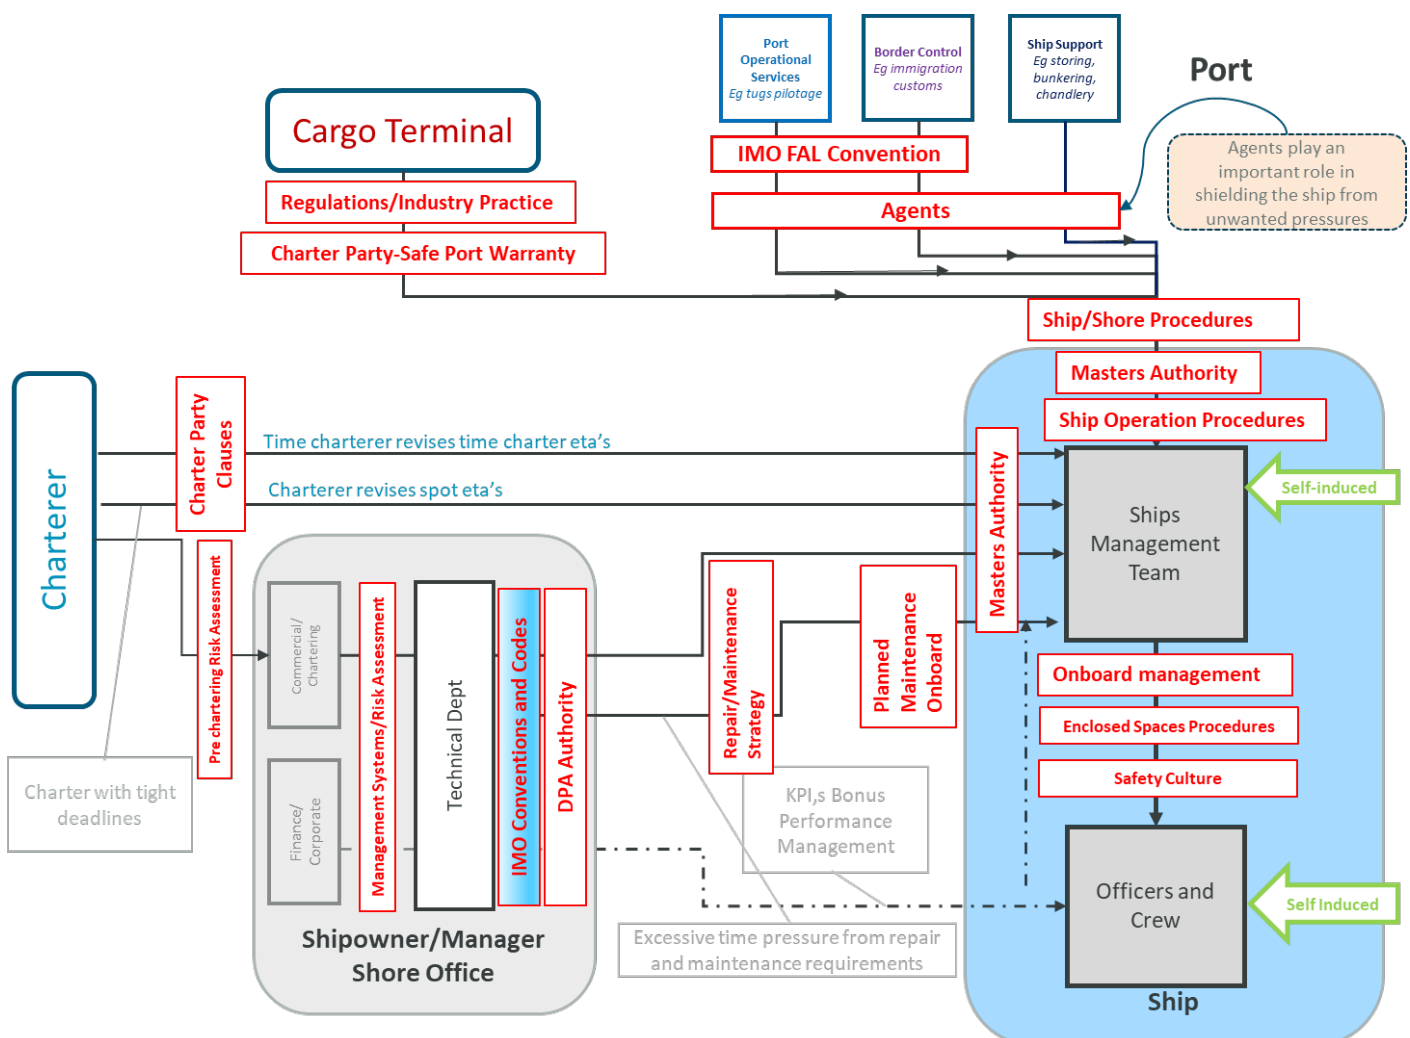 Port
Operational
Services
Eg tugs pilotage
Border Control
Eg immigration
customs
Ship Support
Eg storing,
bunkering,
chandlery
Port
Cargo Terminal
IMO FAL Convention
Agents play an
important role in
shielding the ship from
unwanted pressures
Regulations/Industry Practice
Agents
Charter Party-Safe Port Warranty
Ship/Shore Procedures
Masters Authority
Ship Operation Procedures
Charterer
Charter Party
Clauses
Time charterer revises time charter eta's
Charterer revises spot eta's
Masters Authority
Ships
Management
Team
Self-induced
Pre chartering Risk Assessment
Commercial/
Chartering
Finance/
Corporate
Management Systems/Risk Assessment
Technical Dept
IMO Conventions and Codes
DPA Authority
Repair/Maintenance
Strategy
Planned
Maintenance
Onboard
Onboard management
Enclosed Spaces Procedures
Safety Culture
Charter with tight
deadlines
KPI,s Bonus
Performance
Management
Officers and
Crew
Self Induced
Shipowner/Manager
Shore Office
Excessive time pressure from repair
and maintenance requirements
Ship